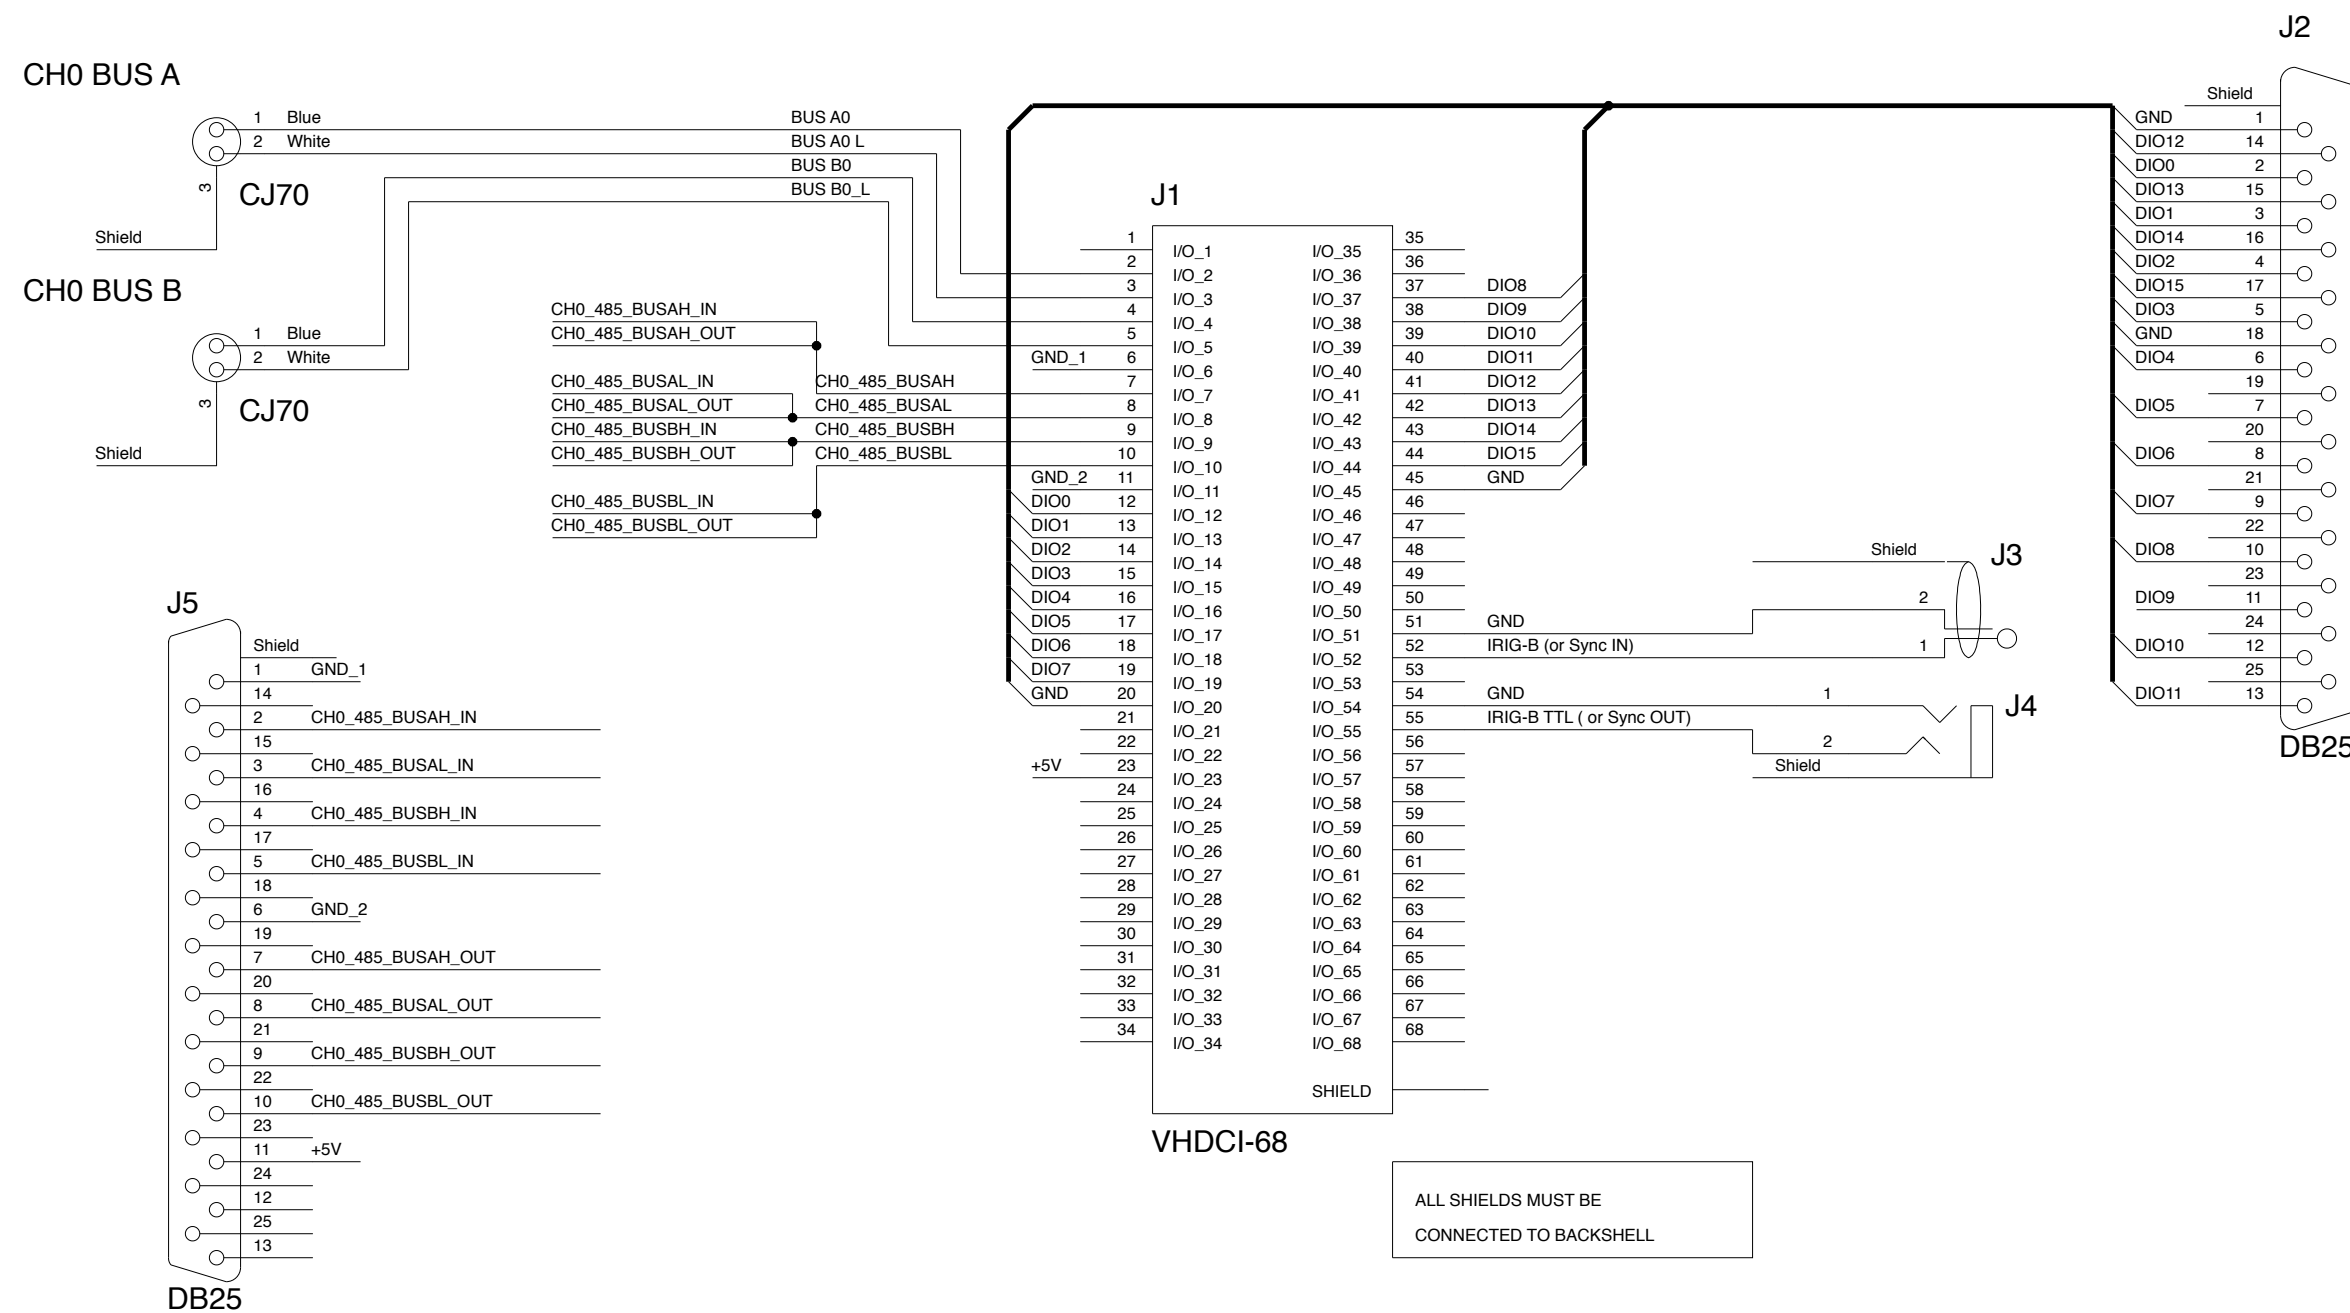 CH0 BUS A
1 Blue
2 White
3
CJ70
Shield
CH0 BUS B
1 Blue
2 White
3
CJ70
Shield
BUS A0
BUS A0 L
BUS B0
BUS B0_L
CH0_485_BUSAH_IN
CH0_485_BUSAH_OUT
CH0_485_BUSAL_IN
CH0_485_BUSAL_OUT
CH0_485_BUSBH_IN
CH0_485_BUSBH_OUT
CH0_485_BUSBL_IN
CH0_485_BUSBL_OUT
CH0_485_BUSAH
CH0_485_BUSAL
CH0_485_BUSBH
CH0_485_BUSBL
J1
1 I/O_1 I/O_35 35
2 I/O_2 I/O_36 36
3 I/O_3 I/O_37 37 DIO8
4 I/O_4 I/O_38 38 DIO9
5 I/O_5 I/O_39 39 DIO10
GND_1 6 I/O_6 I/O_40 40 DIO11
7 I/O_7 I/O_41 41 DIO12
8 I/O_8 I/O_42 42 DIO13
9 I/O_9 I/O_43 43 DIO14
10 I/O_10 I/O_44 44 DIO15
GND_2 11 I/O_11 I/O_45 45 GND
DIO0 12 I/O_12 I/O_46 46
DIO1 13 I/O_13 I/O_47 47
DIO2 14 I/O_14 I/O_48 48
DIO3 15 I/O_15 I/O_49 49
DIO4 16 I/O_16 I/O_50 50
DIO5 17 I/O_17 I/O_51 51 GND
DIO6 18 I/O_18 I/O_52 52 IRIG-B (or Sync IN)
DIO7 19 I/O_19 I/O_53 53
GND 20 I/O_20 I/O_54 54 GND
21 I/O_21 I/O_55 55 IRIG-B TTL ( or Sync OUT)
22 I/O_22 I/O_56 56
+5V 23 I/O_23 I/O_57 57
24 I/O_24 I/O_58 58
25 I/O_25 I/O_59 59
26 I/O_26 I/O_60 60
27 I/O_27 I/O_61 61
28 I/O_28 I/O_62 62
29 I/O_29 I/O_63 63
30 I/O_30 I/O_64 64
31 I/O_31 I/O_65 65
32 I/O_32 I/O_66 66
33 I/O_33 I/O_67 67
34 I/O_34 I/O_68 68
SHIELD
VHDCI-68
ALL SHIELDS MUST BE
CONNECTED TO BACKSHELL
Shield
J3
2
1
1
J4
2
Shield
J2
Shield
GND 1
DIO12 14
DIO0 2
DIO13 15
DIO1 3
DIO14 16
DIO2 4
DIO15 17
DIO3 5
GND 18
DIO4 6
19
DIO5 7
20
DIO6 8
21
DIO7 9
22
DIO8 10
23
DIO9 11
24
DIO10 12
25
DIO11 13
DB25
J5
Shield
1 GND_1
14
2 CH0_485_BUSAH_IN
15
3 CH0_485_BUSAL_IN
16
4 CH0_485_BUSBH_IN
17
5 CH0_485_BUSBL_IN
18
6 GND_2
19
7 CH0_485_BUSAH_OUT
20
8 CH0_485_BUSAL_OUT
21
9 CH0_485_BUSBH_OUT
22
10 CH0_485_BUSBL_OUT
23
11 +5V
24
12
25
13
DB25